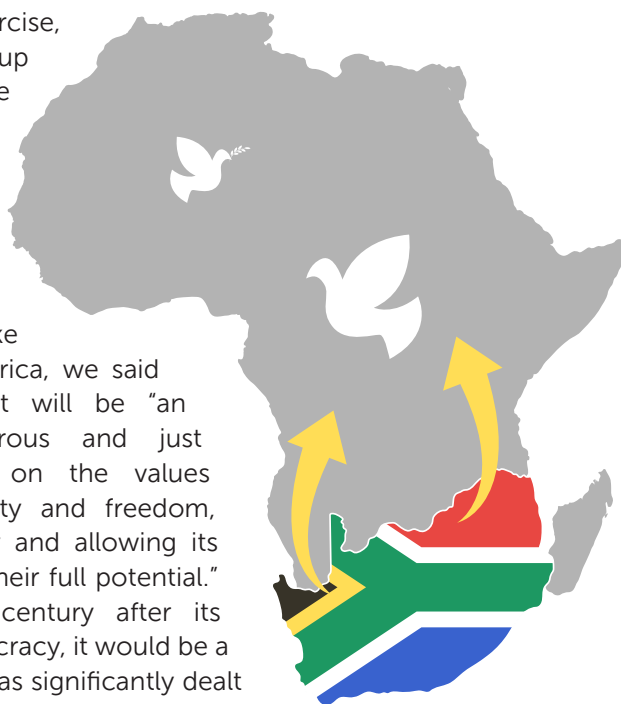 rcise,
up
e
rica, we said
t will be “an
rous and just
on the values
ty and freedom,
and allowing its
heir full potential.”
century after its
cracy, it would be a
as significantly dealt